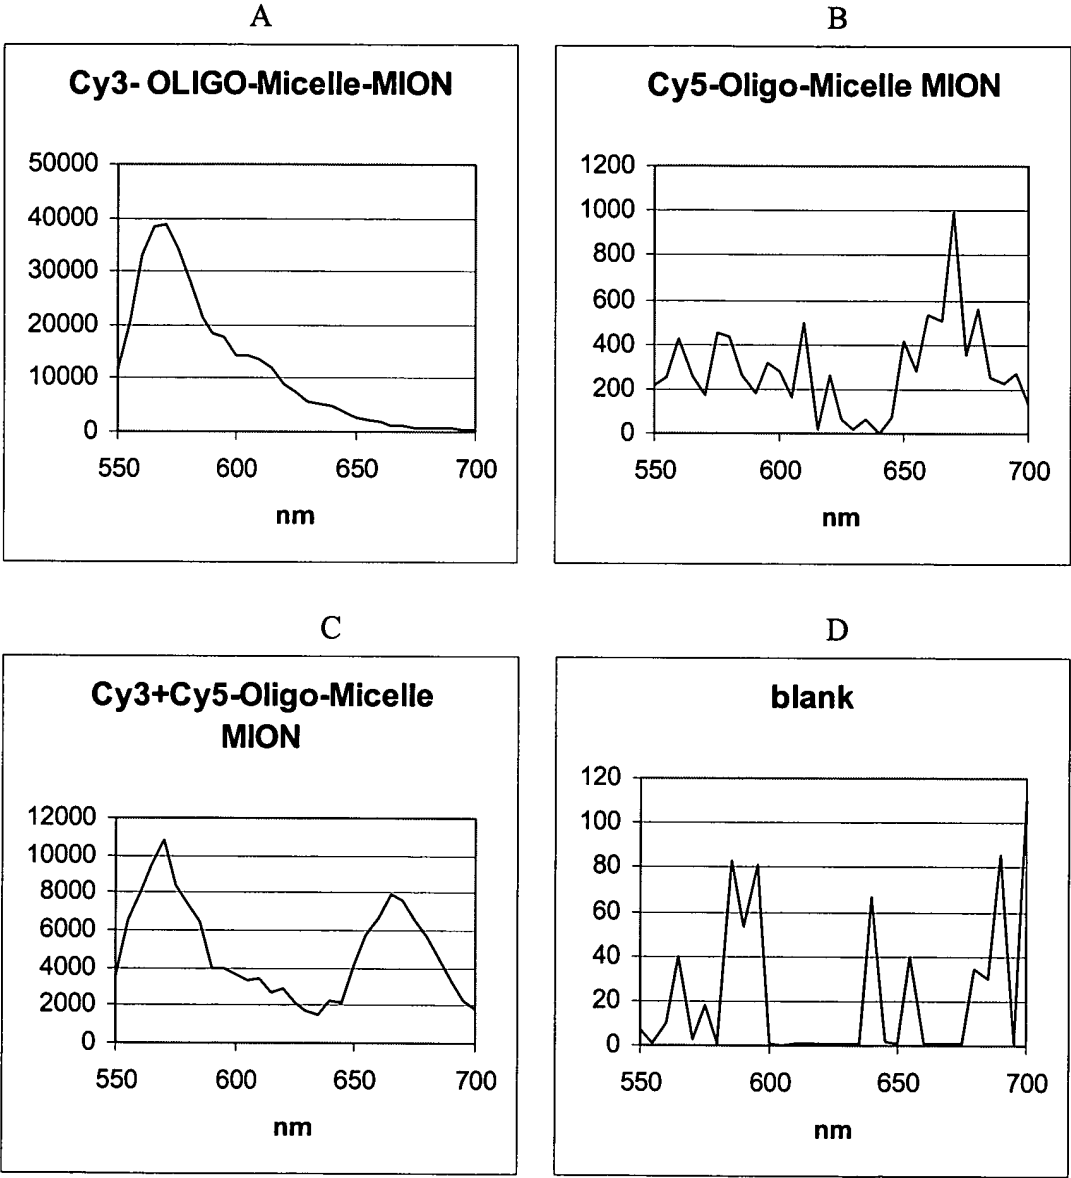 A
Cy3- OLIGO-Micelle-MION
50000
40000
30000
20000
10000
0
550 600 650 700
nm
B
Cy5-Oligo-Micelle MION
1200
1000
800
600
400
200
0
550 600 650 700
nm
C
Cy3+Cy5-Oligo-Micelle
MION
12000
10000
8000
6000
4000
2000
0
550 600 650 700
nm
D
blank
120
100
80
60
40
20
0
550 600 650 700
nm